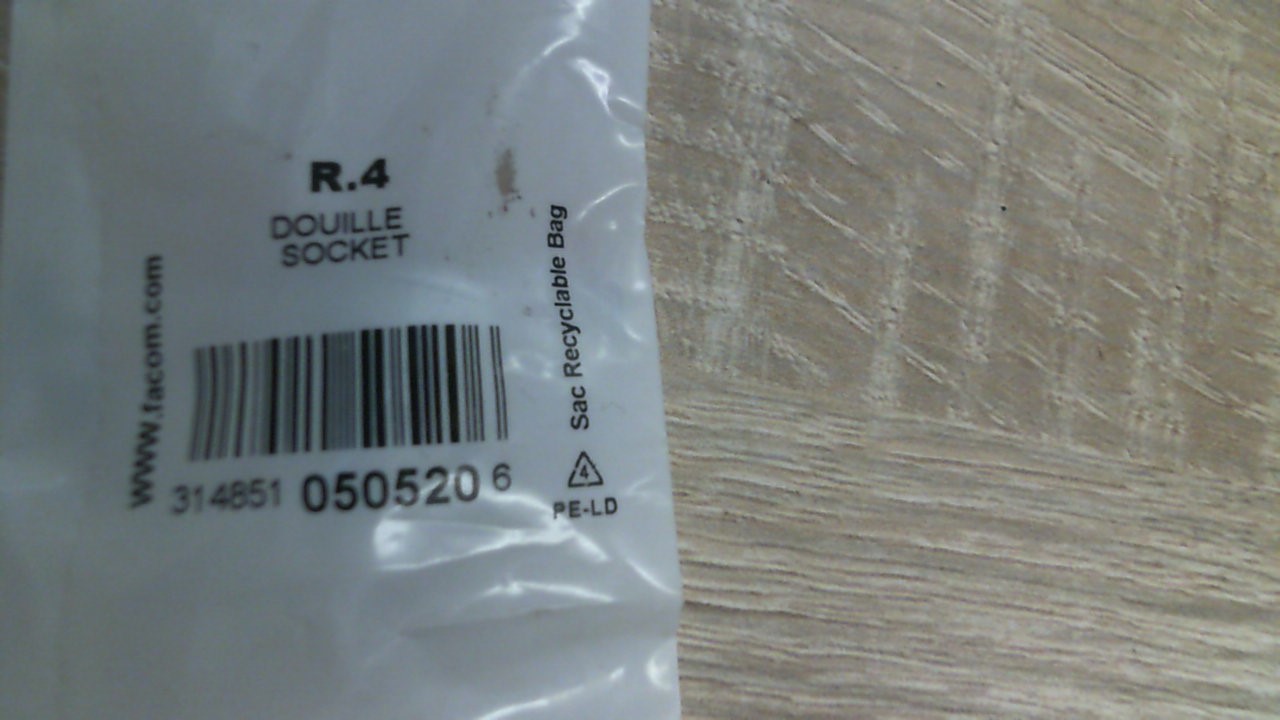 R.4
DOUILLE
SOCKET
www.facom.com
314851 050520 6
Sac Recyclable Bag
4
PE-LD